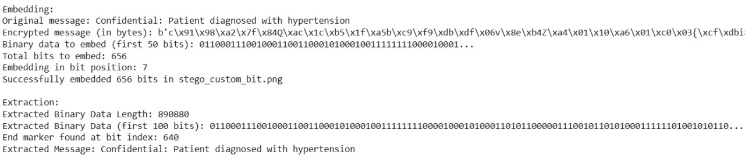 Embedding:
Original message: Confidential: Patient diagnosed with hypertension
Encrypted message (in bytes): b'c\x91\x98\xa2\x7f\x84Q\xac\x1c\xb5\x1f\xa5b\xc9\xf9\xdb\xdf\x06v\x8e\xb4Z\xa4\x01\x10\xa6\x01\xc0\x03{\xcf\xdbi
Binary data to embed (first 50 bits): 01100011100100011001100010100010011111111000010001...
Total bits to embed: 656
Embedding in bit position: 7
Successfully embedded 656 bits in stego_custom_bit.png
Extraction:
Extracted Binary Data Length: 890880
Extracted Binary Data (first 100 bits): 0110001110010001100110001010001001111111100001000101000110101100000111001011010100011111101001010110...
End marker found at bit index: 640
Extracted Message: Confidential: Patient diagnosed with hypertension